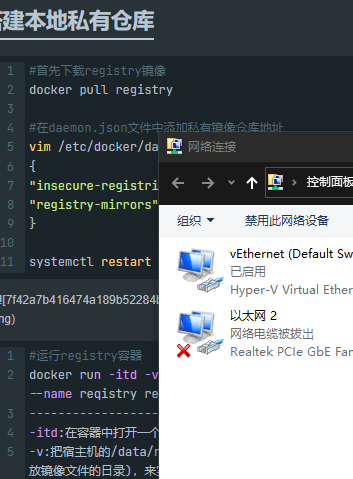 建本地私有仓库
1 #首先下载registry镜像
2 docker pull registry
3
4 #在daemon.json文件中添加私有镜像仓库地址
5 vim /etc/docker/da
6 {
7 "insecure-registri
8 "registry-mirrors"
9 }
10
11 systemctl restart
![7f42a7b416474a189b52284b
ng)
1 #运行registry容器
2 docker run -itd -v
3 --name registry re
-itd:在容器中打开一个
4 -v:把宿主机的/data/r
5 放镜像文件的目录), 来实
网络连接
控制面板
组织
禁用此网络设备
vEthernet (Default Sw
已启用
Hyper-V Virtual Ether
以太网 2
网络电缆被拔出
Realtek PCIe GbE Fam